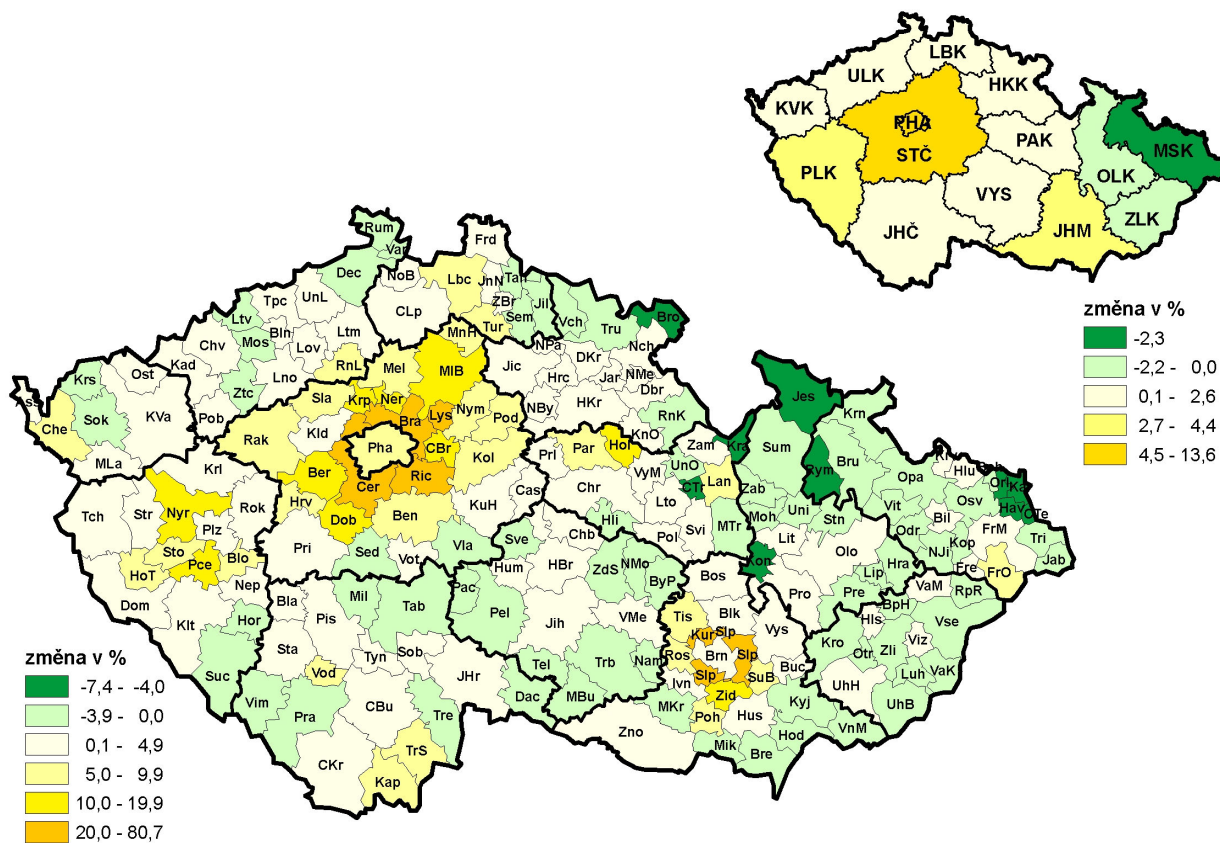 LBK
ULK
HKK
KVK
PHA
PAK
MSK
STČ
OLK
PLK
VYS
ZLK
JHČ
JHM
změna v %
-2,3
-2,2 - 0,0
0,1 - 2,6
2,7 - 4,4
4,5 - 13,6
Rum
Var
Frd
Dec
NoB
Lbc
JnN
Tan
Tpc
UnL
CLp
ZBr
Jil
Sem
Vch
Bro
Ltv
Bln
Ltm
MnH
Tur
Tru
Chv
Mos
Lov
NPa
Nch
Kad
RnL
Mel
MlB
Jic
DKr
Ost
Lno
Hrc
Jar
NMe
Krs
Ztc
Sla
Krp
Ner
Dbr
Jes
Sok
KVa
Pob
Bra
Lys
Nym
Pod
NBy
HKr
RnK
Krn
Che
Rak
Kld
Pha
CBr
Kol
KnO
Zam
Kra
Sum
MLa
Krl
Ber
Cer
Ric
Pri
Par
Hol
VyM
UnO
Rym
Bru
Hlu
Opa
Orl
Tch
Str
Nyr
Rok
Hrv
Dob
Ben
KuH
Cas
Chr
Lto
CTr
Lan
Zab
Moh
Uni
Stn
Vit
Osv
Hav
Plz
Sto
Pce
Blo
Pri
Sed
Vot
Vla
Hli
Pol
Svi
MTr
Lit
Olo
Odr
Bil
FrM
CTe
Tri
HoT
Nep
Sve
Chb
Kon
NJi
Kop
Jab
Dom
Klt
Hor
Bla
Mil
Tab
Hum
HBr
ZdS
NMo
ByP
Bos
Pro
Pre
Lip
Hra
Fre
FrO
Pis
Pac
Pel
Jih
VMe
Tis
Blk
Vys
BpH
VaM
RpR
Suc
Sta
Vod
Tyn
Sob
JHr
Tel
Trb
Nam
Ros
Kur
Slp
Brn
Slp
Buc
Kro
Hls
Otr
Viz
Vse
Vim
Pra
CBu
Tre
Dac
MBu
Ivn
Slp
SuB
Zid
UhH
Zli
Luh
VaK
MKr
Poh
Hus
Kyj
UhB
CKr
TrS
Kap
Zno
Mik
Bre
Hod
VnM
změna v %
-7,4 - -4,0
-3,9 - 0,0
0,1 - 4,9
5,0 - 9,9
10,0 - 19,9
20,0 - 80,7